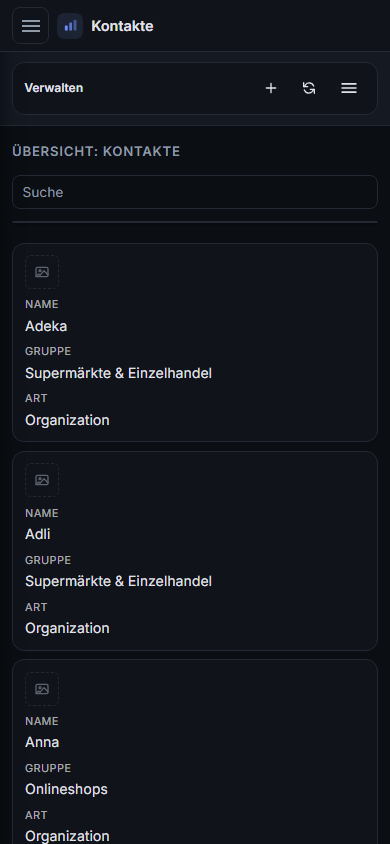 Kontakte
Verwalten
ÜBERSICHT: KONTAKTE
Suche
NAME
Adeka
GRUPPE
Supermärkte & Einzelhandel
ART
Organization
NAME
Adli
GRUPPE
Supermärkte & Einzelhandel
ART
Organization
NAME
Anna
GRUPPE
Onlineshops
ART
Organization